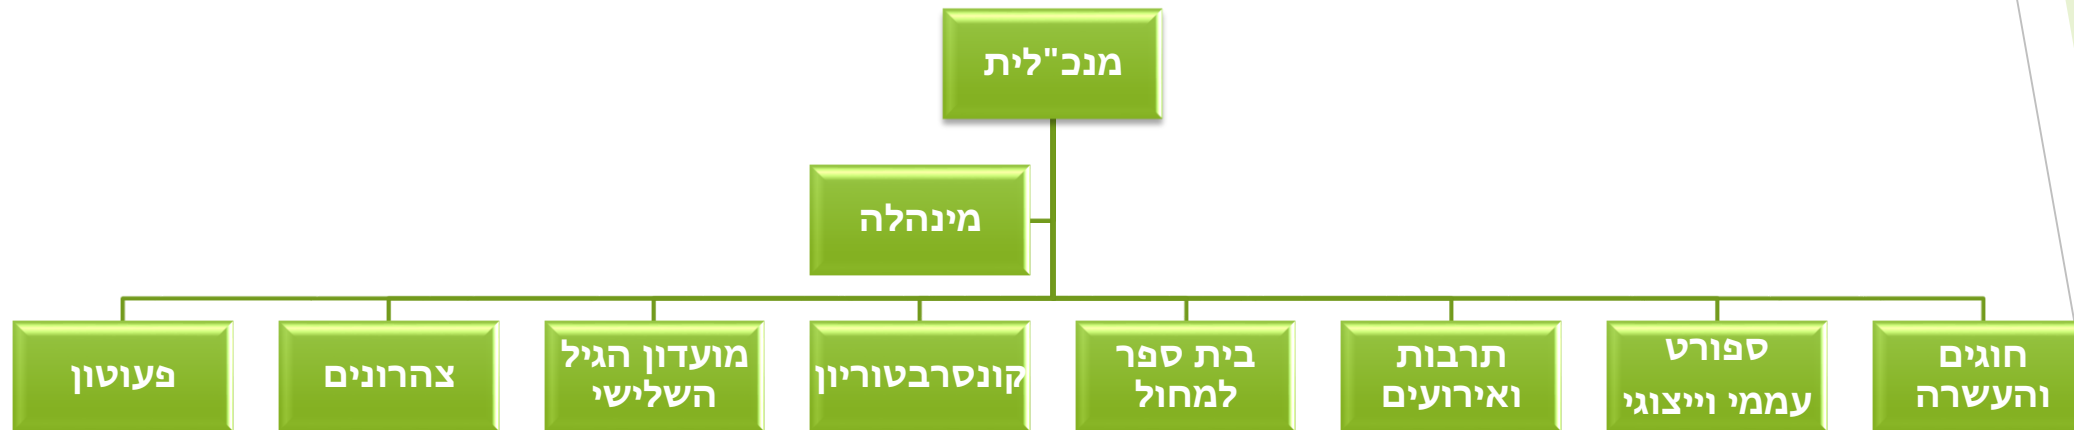 מנכ"לית
מינהלה
חוגים
והעשרה
ספורט
עממי וייצוגי
תרבות
ואירועים
בית ספר
למחול
קונסרבטוריון
מועדון הגיל
השלישי
צהרונים
פעוטון